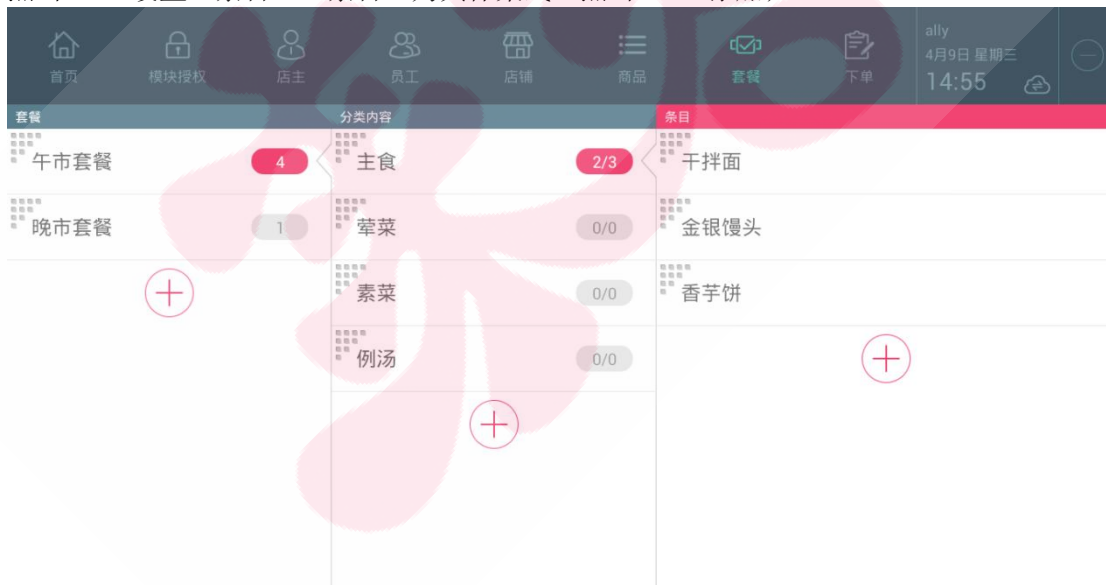 首页
模块授权
店主
员工
店铺
商品
套餐
下单
ally
4月9日 星期三
14:55
套餐
分类内容
条目
午市套餐
4
主食
2/3
干拌面
晚市套餐
1
荤菜
0/0
金银馒头
素菜
0/0
香芋饼
例汤
0/0